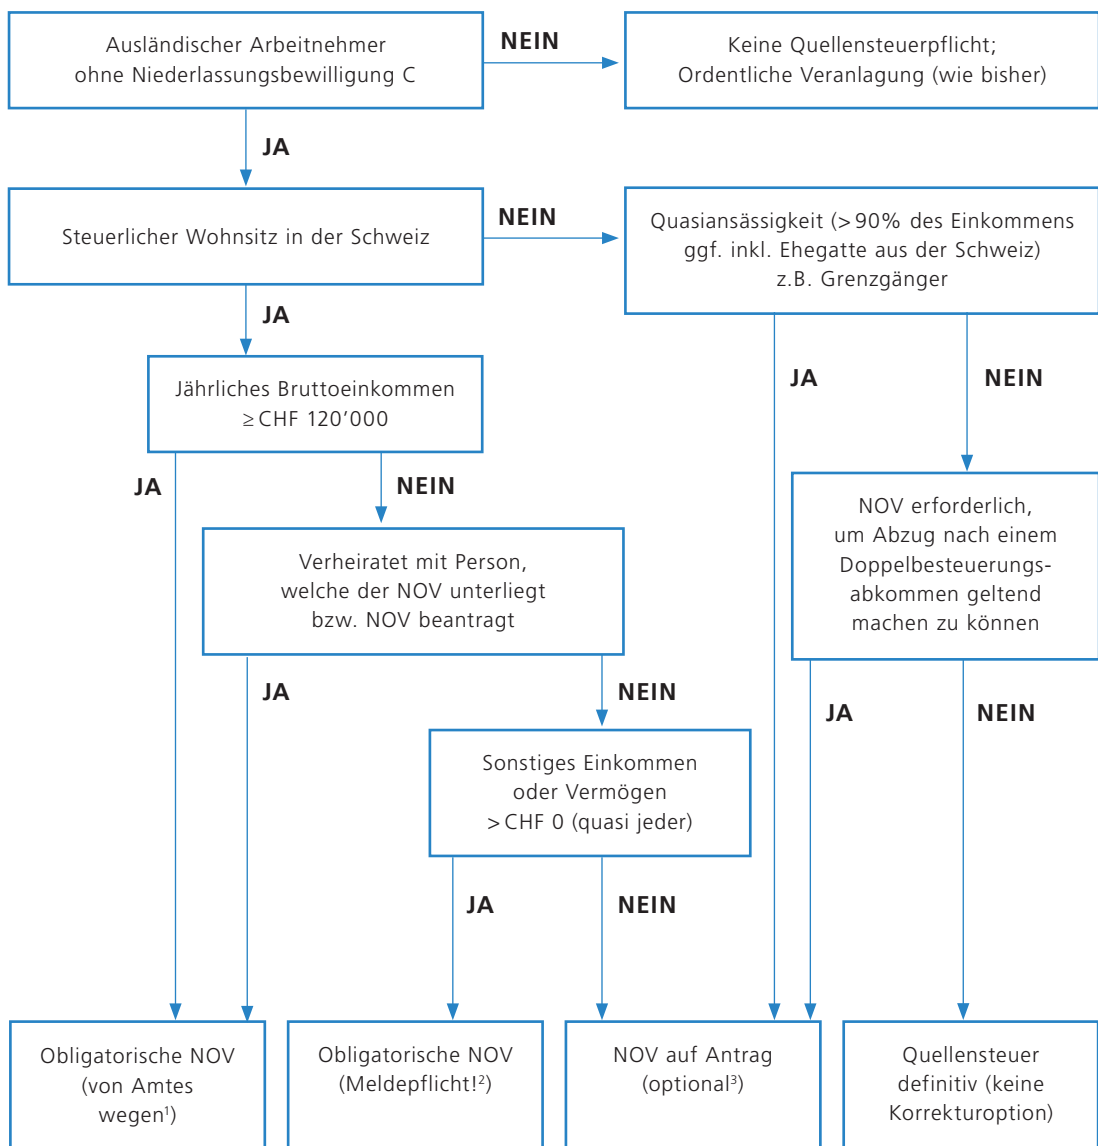 Ausländischer Arbeitnehmer
ohne Niederlassungsbewilligung C
NEIN
Keine Quellensteuerpflicht;
Ordentliche Veranlagung (wie bisher)
JA
Steuerlicher Wohnsitz in der Schweiz
NEIN
Quasiansässigkeit (>90% des Einkommens
ggf. inkl. Ehegatte aus der Schweiz)
z.B. Grenzgänger
JA
Jährliches Bruttoeinkommen
≥CHF 120'000
JA
NEIN
JA
NEIN
Verheiratet mit Person,
welche der NOV unterliegt
bzw. NOV beantragt
NOV erforderlich,
um Abzug nach einem
Doppelbesteuerungs-
abkommen geltend
machen zu können
JA
NEIN
JA
NEIN
Sonstiges Einkommen
oder Vermögen
>CHF 0 (quasi jeder)
JA
NEIN
Obligatorische NOV
(von Amtes
wegen¹)
Obligatorische NOV
(Meldepflicht!²)
NOV auf Antrag
(optional³)
Quellensteuer
definitiv (keine
Korrekturoption)